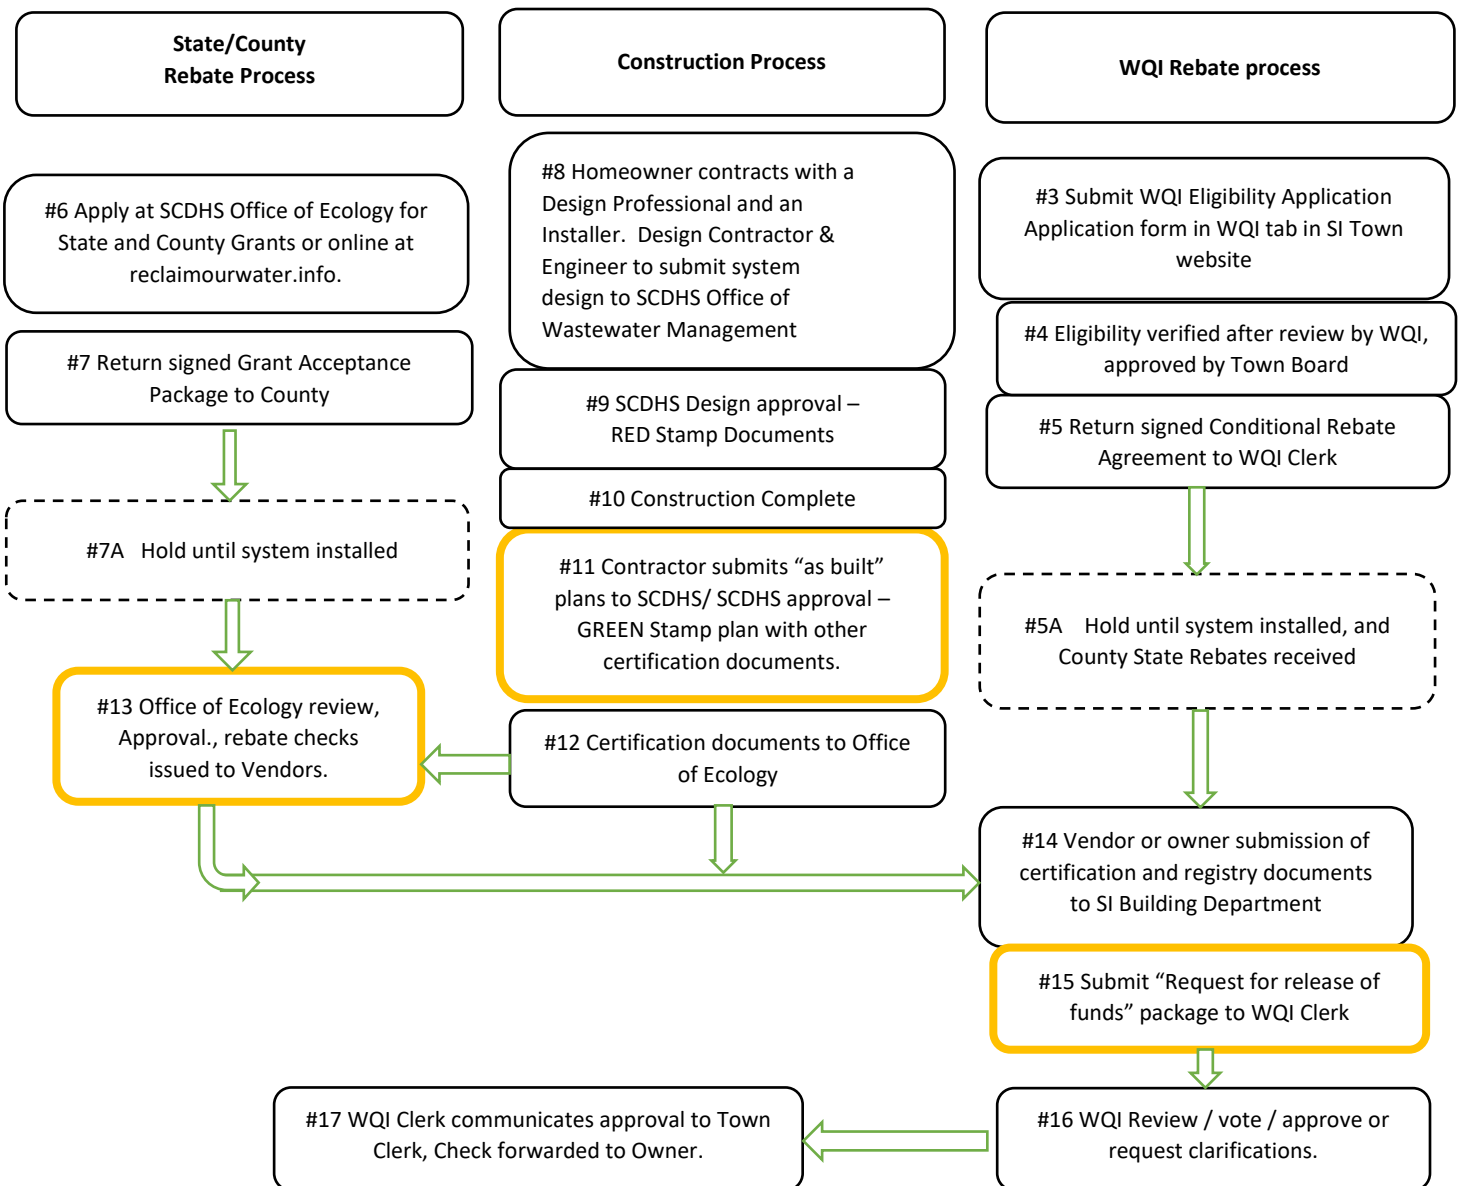 State/County
Rebate Process
Construction Process
WQI Rebate process
#6 Apply at SCDHS Office of Ecology for
State and County Grants or online at
reclaimourwater.info.
#7 Return signed Grant Acceptance
Package to County
#7A Hold until system installed
#13 Office of Ecology review,
Approval., rebate checks
issued to Vendors.
#8 Homeowner contracts with a
Design Professional and an
Installer. Design Contractor &
Engineer to submit system
design to SCDHS Office of
Wastewater Management
#9 SCDHS Design approval –
RED Stamp Documents
#10 Construction Complete
#11 Contractor submits “as built”
plans to SCDHS/ SCDHS approval –
GREEN Stamp plan with other
certification documents.
#12 Certification documents to Office
of Ecology
#3 Submit WQI Eligibility Application
Application form in WQI tab in SI Town
website
#4 Eligibility verified after review by WQI,
approved by Town Board
#5 Return signed Conditional Rebate
Agreement to WQI Clerk
#5A Hold until system installed, and
County State Rebates received
#14 Vendor or owner submission of
certification and registry documents
to SI Building Department
#15 Submit “Request for release of
funds” package to WQI Clerk
#16 WQI Review / vote / approve or
request clarifications.
#17 WQI Clerk communicates approval to Town
Clerk, Check forwarded to Owner.